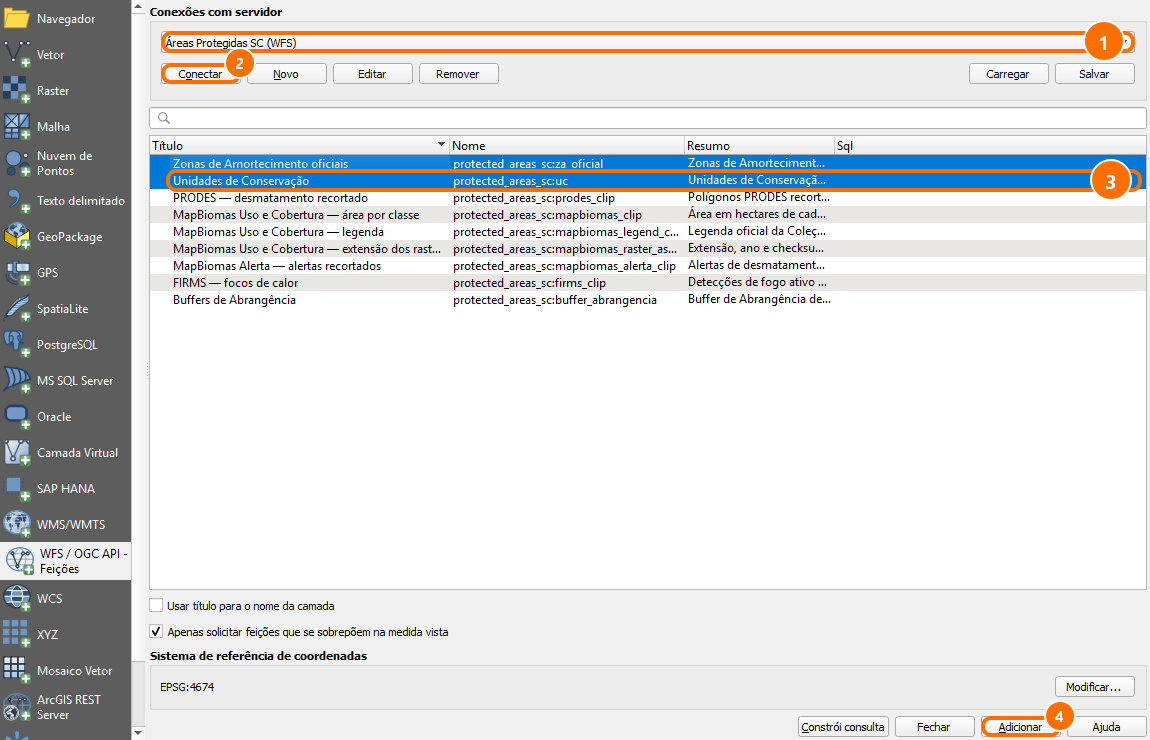 Navegador
Vetor
Raster
Malha
Nuvem de
Pontos
Texto delimitado
GeoPackage
GPS
SpatiaLite
PostgreSQL
MS SQL Server
Oracle
Camada Virtual
SAP HANA
WMS/WMTS
WFS / OGC API -
Feições
WCS
XYZ
Mosaico Vetor
ArcGIS REST
Server
Conexões com servidor
Áreas Protegidas SC (WFS) 1
2
Conectar Novo Editar Remover Carregar Salvar
Título Nome Resumo Sql
Zonas de Amortecimento oficiais protected_areas_sc:za_oficial Zonas de Amorteciment...
Unidades de Conservação protected_areas_sc:uc Unidades de Conservaçã... 3
PRODES — desmatamento recortado protected_areas_sc:prodes_clip Polígonos PRODES recort...
MapBiomas Uso e Cobertura — área por classe protected_areas_sc:mapbiomas_clip Área em hectares de cad...
MapBiomas Uso e Cobertura — legenda protected_areas_sc:mapbiomas_legend_c... Legenda oficial da Coleç...
MapBiomas Uso e Cobertura — extensão dos rast... protected_areas_sc:mapbiomas_raster_as... Extensão, ano e checksu...
MapBiomas Alerta — alertas recortados protected_areas_sc:mapbiomas_alerta_clip Alertas de desmatament...
FIRMS — focos de calor protected_areas_sc:firms_clip Detecções de fogo ativo ...
Buffers de Abrangência protected_areas_sc:buffer_abrangencia Buffer de Abrangência de...
Usar título para o nome da camada
Apenas solicitar feições que se sobrepõem na medida vista
Sistema de referência de coordenadas
EPSG:4674 Modificar...
4
Constrói consulta Fechar Adicionar Ajuda